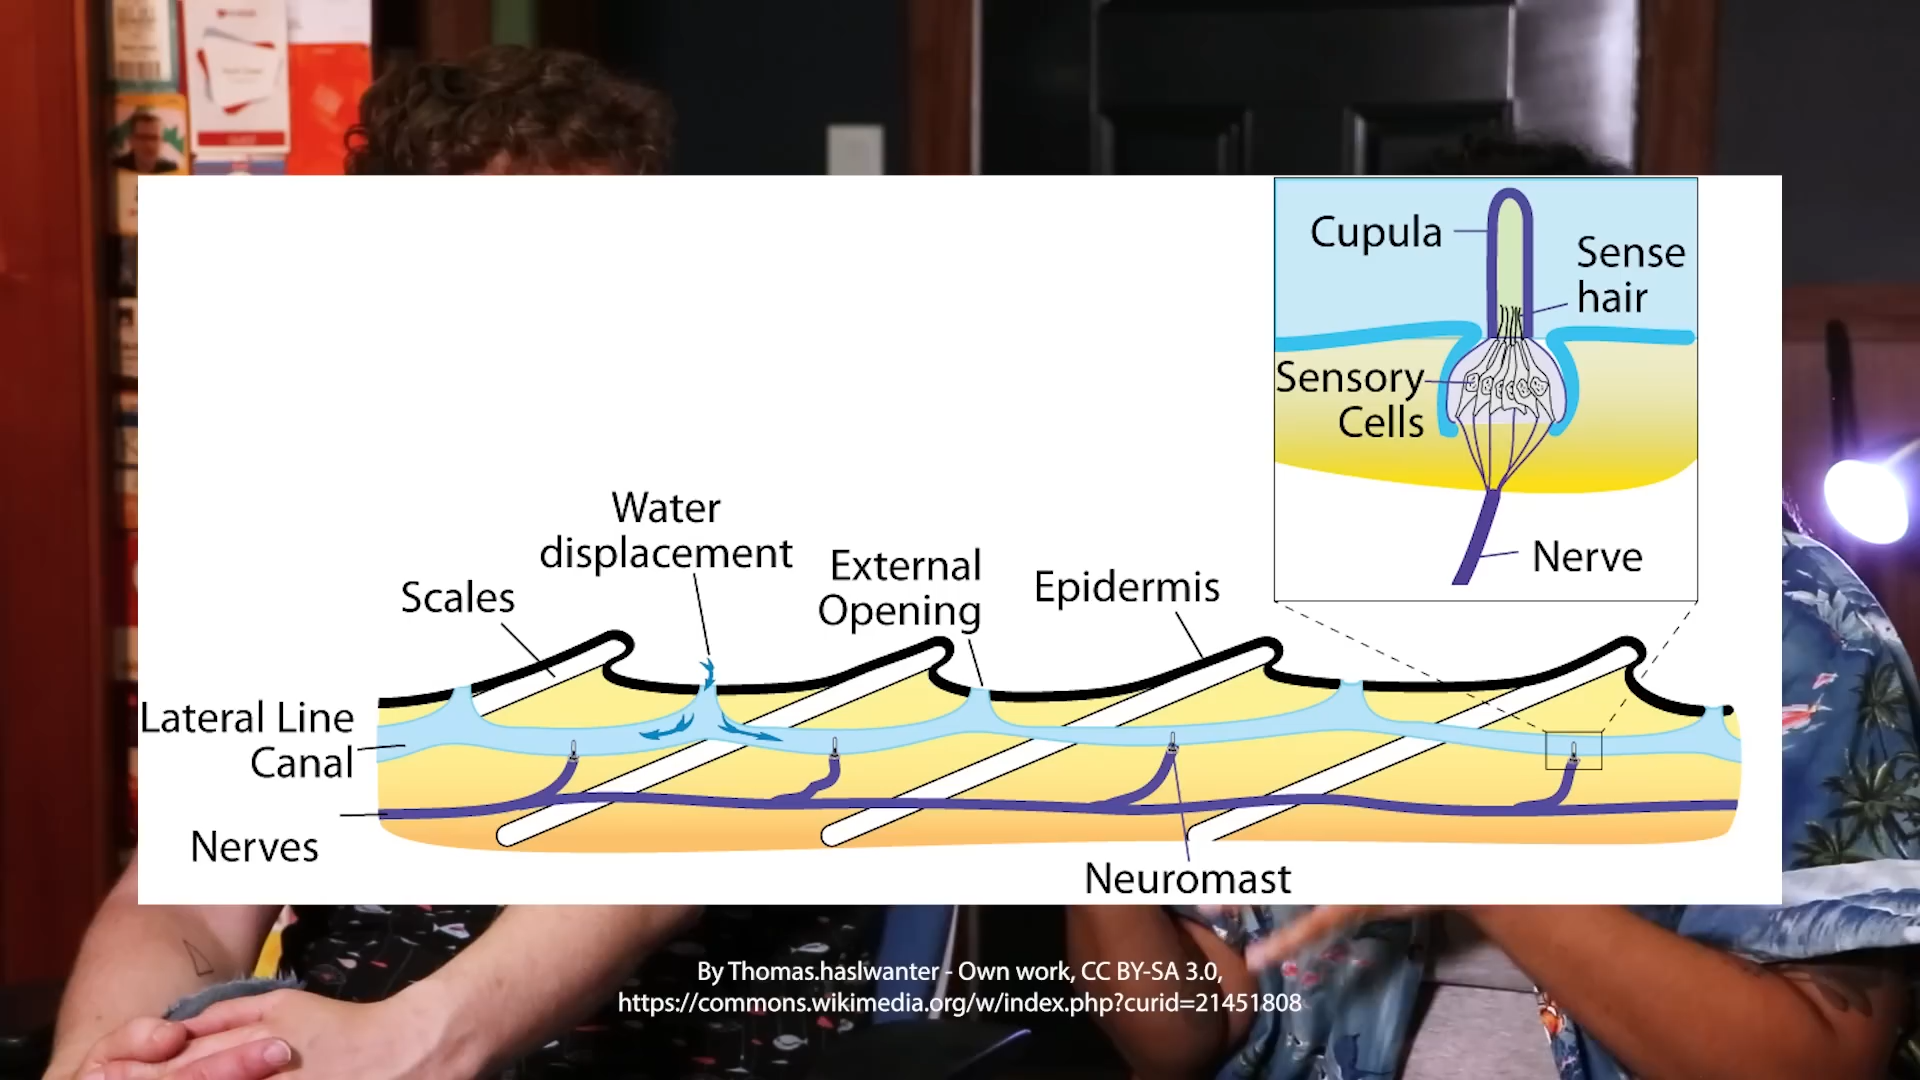 Cupula
Sense
hair
Sensory
Cells
Nerve
Water
displacement
External
Opening
Epidermis
Scales
Lateral Line
Canal
Nerves
Neuromast
By Thomas.haslwanter - Own work, CC BY-SA 3.0,
https://commons.wikimedia.org/w/index.php?curid=21451808